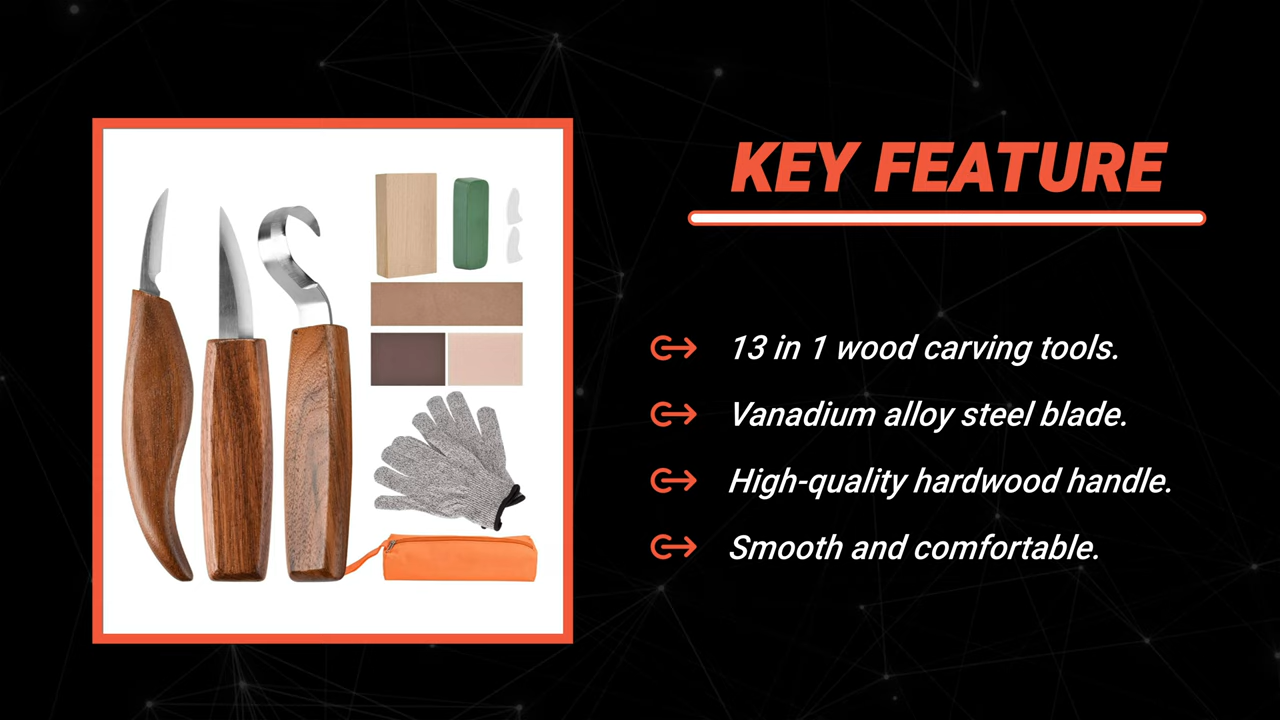 KEY FEATURE
13 in 1 wood carving tools.
Vanadium alloy steel blade.
High-quality hardwood handle.
Smooth and comfortable.